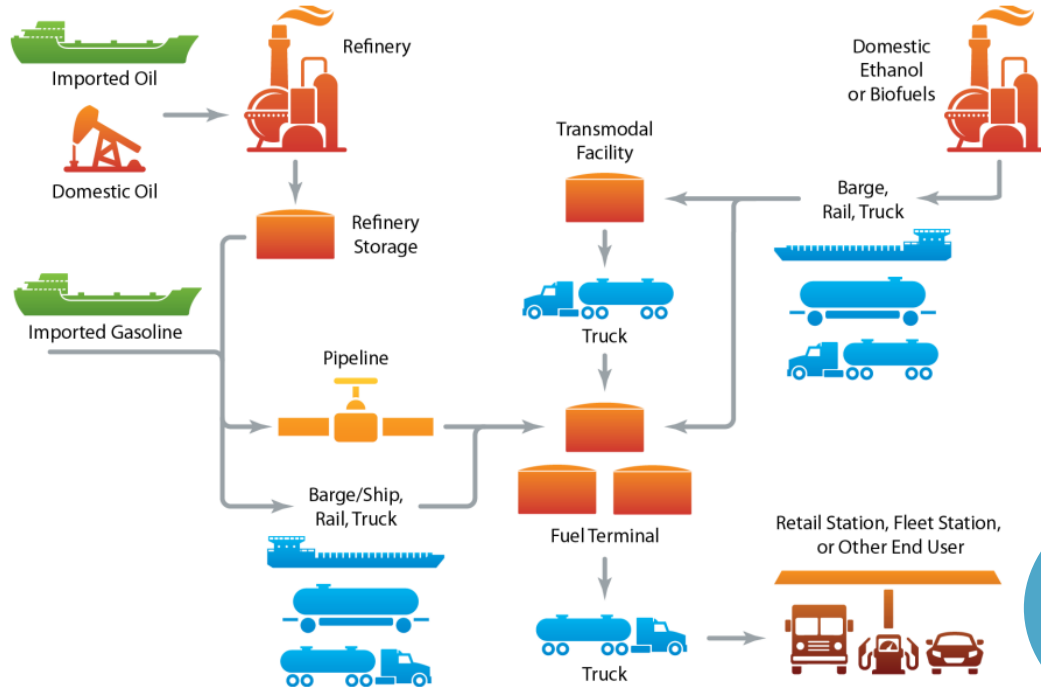 Imported Oil
Domestic Oil
Refinery
Refinery
Storage
Imported Gasoline
Pipeline
Barge/Ship,
Rail, Truck
Transmodal
Facility
Truck
Domestic
Ethanol
or Biofuels
Barge,
Rail, Truck
Fuel Terminal
Truck
Retail Station, Fleet Station,
or Other End User